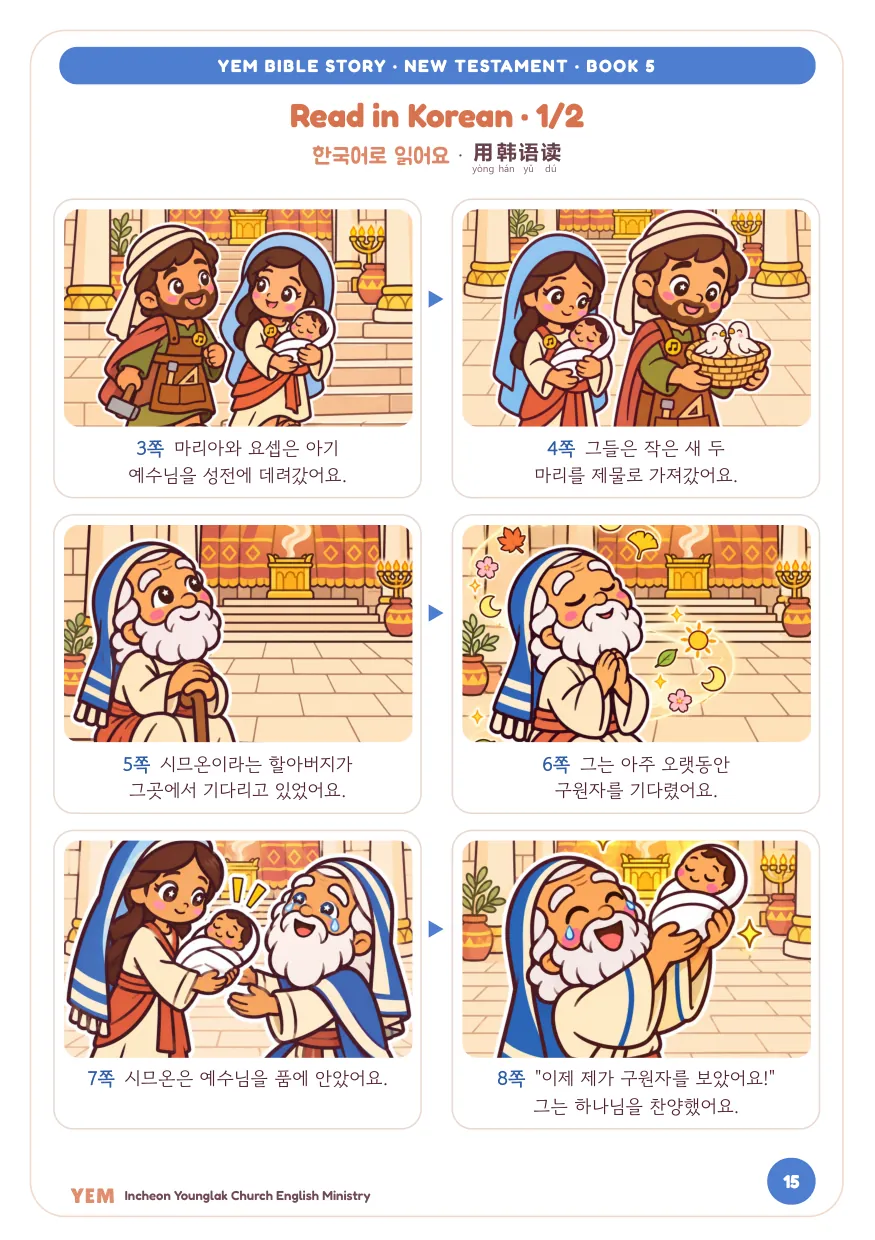 YEM BIBLE STORY · NEW TESTAMENT · BOOK 5
Read in Korean · 1/2
한국어로 읽어요 · 用韩语读
yòng hán yǔ dú
3쪽 마리아와 요셉은 아기
예수님을 성전에 데려갔어요.
4쪽 그들은 작은 새 두
마리를 제물로 가져갔어요.
5쪽 시므온이라는 할아버지가
그곳에서 기다리고 있었어요.
6쪽 그는 아주 오랫동안
구원자를 기다렸어요.
7쪽 시므온은 예수님을 품에 안았어요.
8쪽 "이제 제가 구원자를 보았어요!"
그는 하나님을 찬양했어요.
YEM Incheon Younglak Church English Ministry
15